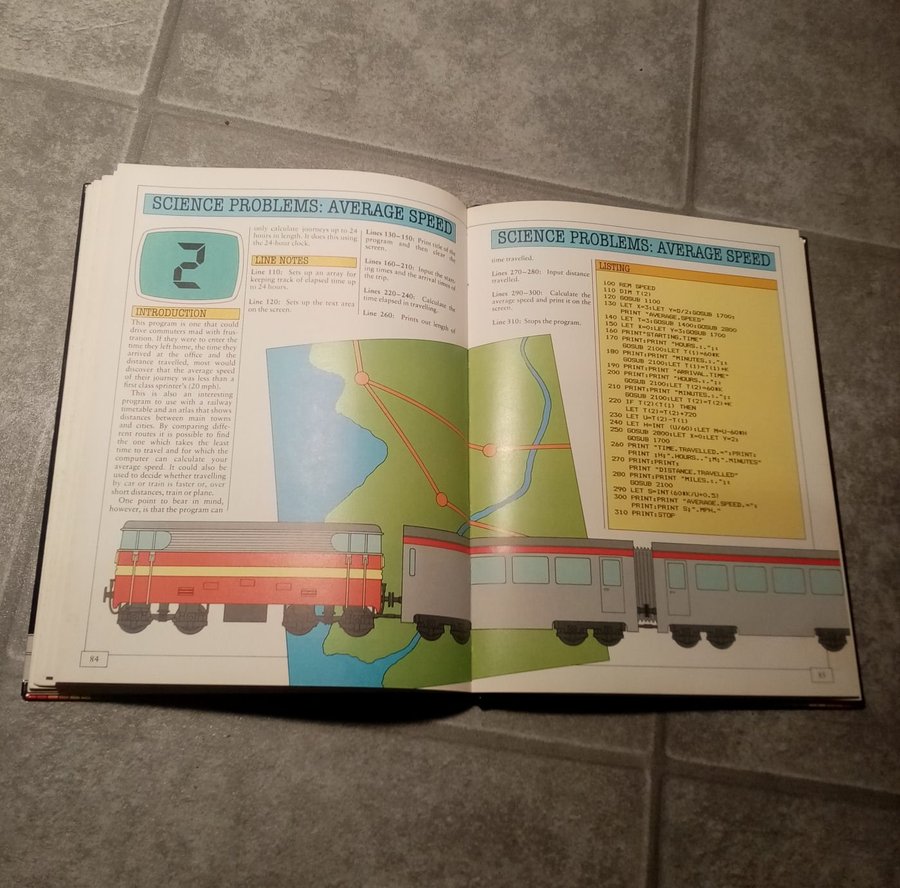 SCIENCE PROBLEMS: AVERAGE SPEED
2
INTRODUCTION
This program is one that could
drive commuters mad with frus-
tration. If they were to enter the
time they left home, the time they
arrived at the office and the
distance travelled, most would
discover that the average speed
of their journey was less than a
first class sprinter's (20 mph).
This is also an interesting
program to use with a railway
timetable and an atlas that shows
distances between main towns
and cities. By comparing differ-
ent routes it is possible to find
the one which takes the least
time to travel and for which the
computer can calculate your
average speed. It could also be
used to decide whether travelling
by car or train is faster or, over
short distances, train or plane.
One point to bear in mind,
however, is that the program can
only calculate journeys up to 24
hours in length. It does this using
the 24-hour clock.
LINE NOTES
Line 110: Sets up an array for
keeping track of elapsed time up
to 24 hours.
Line 120: Sets up the text area
on the screen.
Lines 130–150: Print title of the
program and then clear the
screen.
Lines 160–210: Input the start-
ing times and the arrival times of
the trip.
Lines 220–240: Calculate the
time elapsed in travelling.
Line 260: Prints out length of
84
SCIENCE PROBLEMS: AVERAGE SPEED
time travelled.
Lines 270–280: Input distance
travelled.
Lines 290–300: Calculate the
average speed and print it on the
screen.
Line 310: Stops the program.
LISTING
100 REM SPEED
110 DIM T(2)
120 GOSUB 1100
130 LET X=3:LET Y=D/2:GOSUB 1700:
PRINT "AVERAGE.SPEED"
140 LET T=3:GOSUB 1400:GOSUB 2800
150 LET X=0:LET Y=3:GOSUB 1700
160 PRINT"STARTING.TIME"
170 PRINT:PRINT "HOURS.:.";:
GOSUB 2100:LET T(1)=60*K
180 PRINT:PRINT "MINUTES.:.";:
GOSUB 2100:LET T(1)=T(1)+K
190 PRINT:PRINT "ARRIVAL.TIME"
200 PRINT:PRINT "HOURS.:.";:
GOSUB 2100:LET T(2)=60*K
210 PRINT:PRINT "MINUTES.:.";:
GOSUB 2100:LET T(2)=T(2)+K
220 IF T(2)<T(1) THEN
LET T(2)=T(2)+720
230 LET U=T(2)-T(1)
240 LET H=INT (U/60):LET M=U-60*H
250 GOSUB 2800:LET X=0:LET Y=2:
GOSUB 1700
260 PRINT "TIME.TRAVELLED.=":PRINT:
PRINT ;H;".HOURS..";M;".MINUTES"
270 PRINT:PRINT:
PRINT "DISTANCE.TRAVELLED"
280 PRINT:PRINT "MILES.:.";:
GOSUB 2100
290 LET S=INT(60*K/U+0.5)
300 PRINT:PRINT "AVERAGE.SPEED.=":
PRINT:PRINT S;".MPH."
310 PRINT:STOP
85